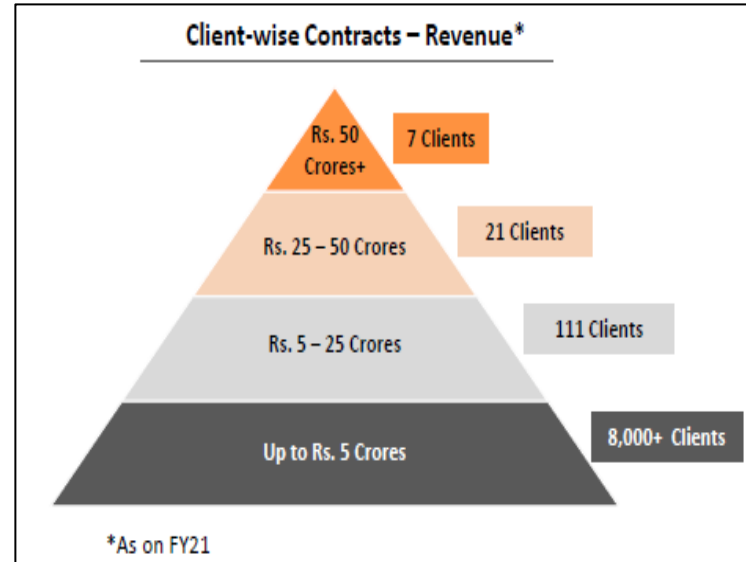 Client-wise Contracts – Revenue*
Rs. 50
Crores+
7 Clients
Rs. 25 – 50 Crores
21 Clients
Rs. 5 – 25 Crores
111 Clients
Up to Rs. 5 Crores
8,000+ Clients
*As on FY21